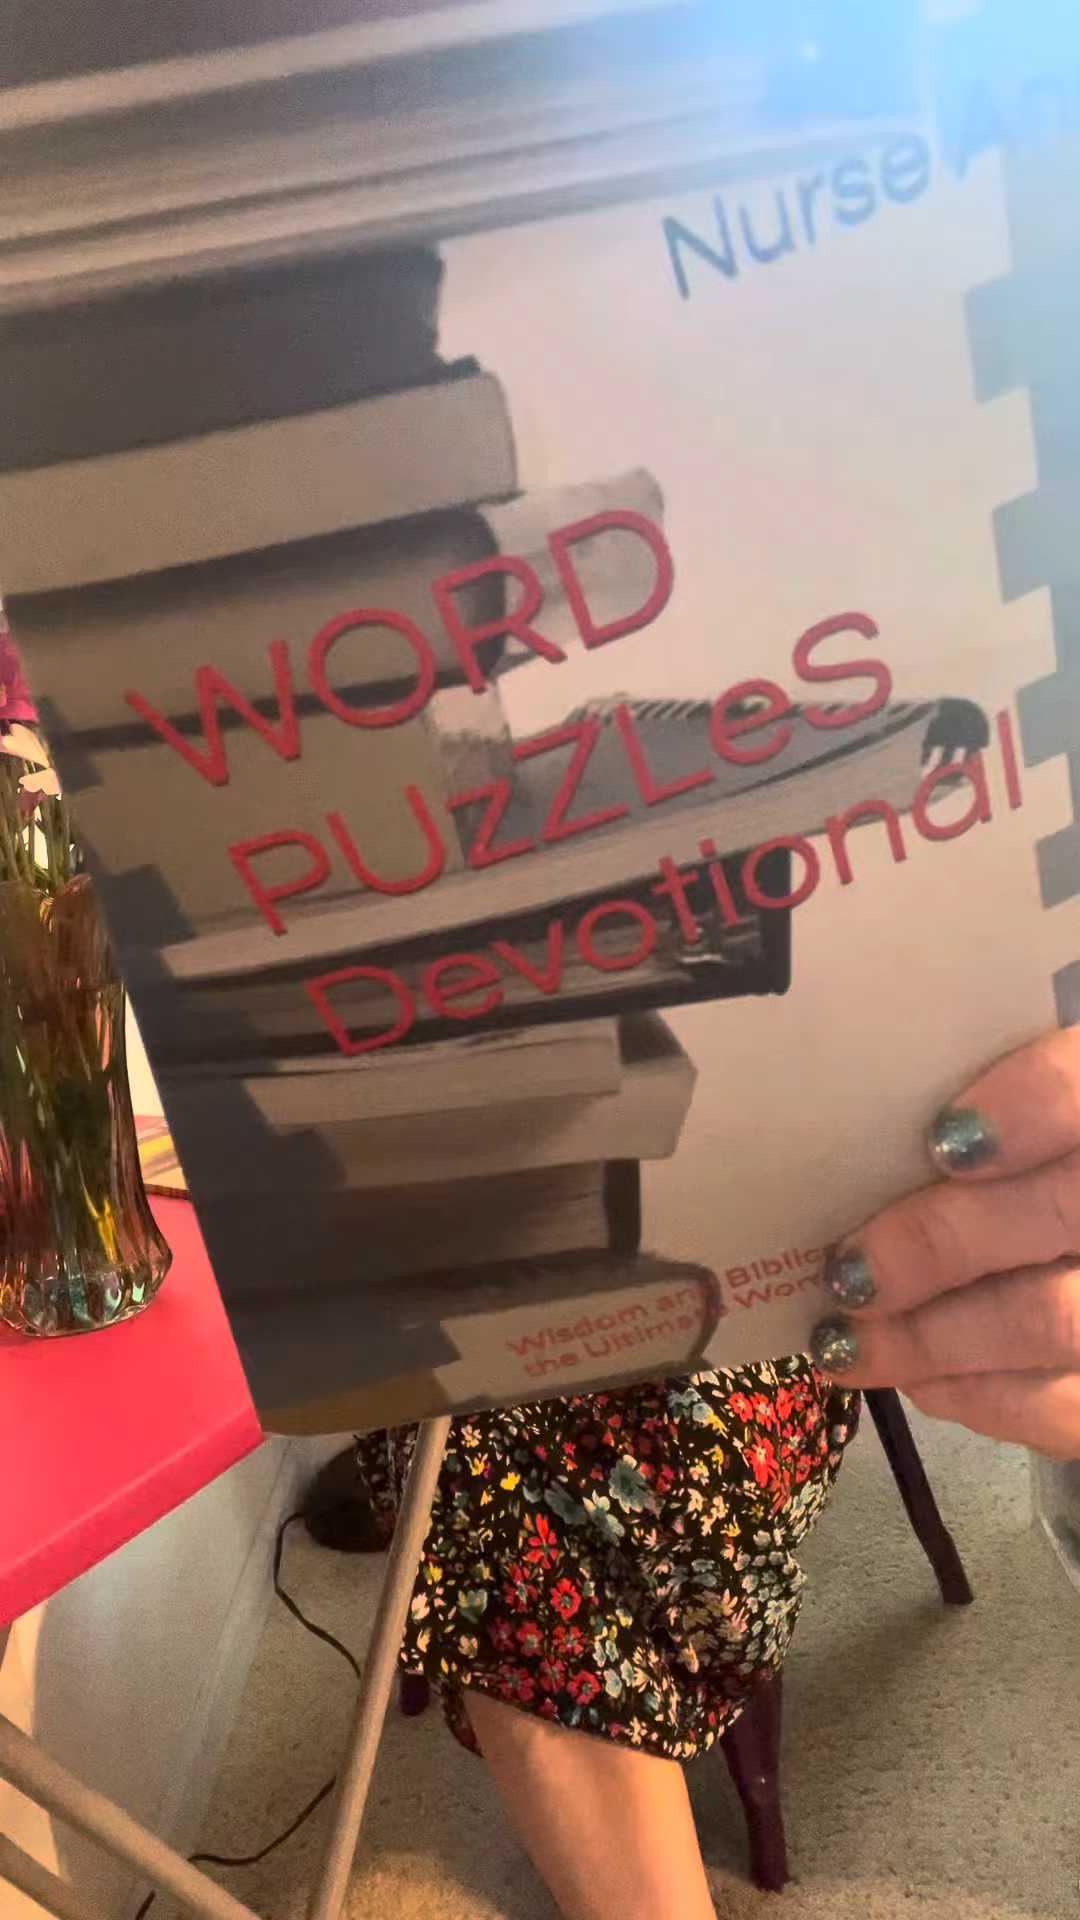 Nurse
WORD
PUzZLeS
Devotional
Wisdom and
the Ultimate